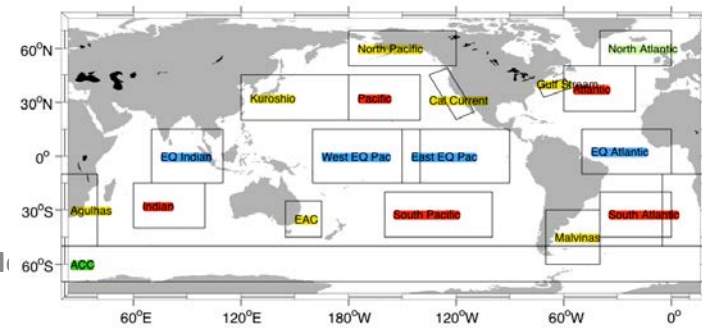 60°N
North Pacific
North Atlantic
30°N
Kuroshio
Pacific
Cal Current
Gulf Stream
Atlantic
0°
EQ Indian
West EQ Pac
East EQ Pac
EQ Atlantic
30°S
Agulhas
Indian
EAC
South Pacific
South Atlantic
Malvinas
60°S
ACC
60°E
120°E
180°W
120°W
60°W
0°